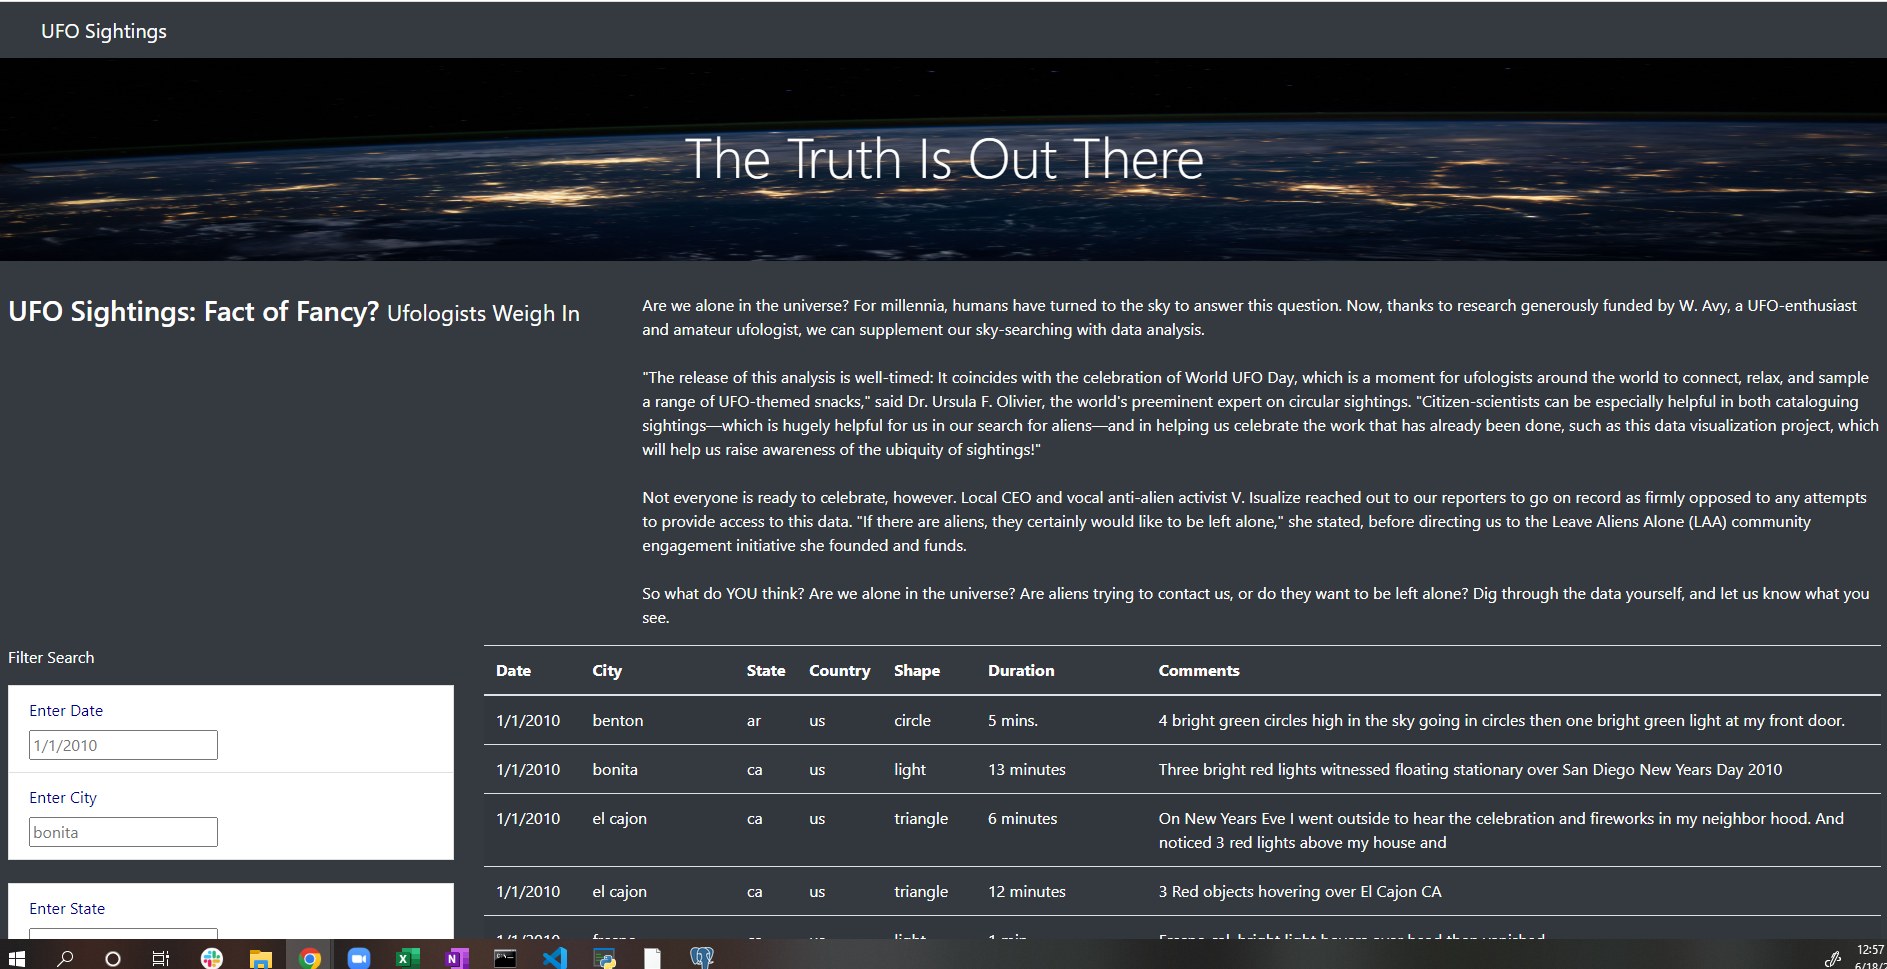 UFO Sightings
The Truth Is Out There
UFO Sightings: Fact of Fancy? Ufologists Weigh In
Are we alone in the universe? For millennia, humans have turned to the sky to answer this question. Now, thanks to research generously funded by W. Avy, a UFO-enthusiast
and amateur ufologist, we can supplement our sky-searching with data analysis.
"The release of this analysis is well-timed: It coincides with the celebration of World UFO Day, which is a moment for ufologists around the world to connect, relax, and sample
a range of UFO-themed snacks," said Dr. Ursula F. Olivier, the world's preeminent expert on circular sightings. "Citizen-scientists can be especially helpful in both cataloguing
sightings—which is hugely helpful for us in our search for aliens—and in helping us celebrate the work that has already been done, such as this data visualization project, which
will help us raise awareness of the ubiquity of sightings!"
Not everyone is ready to celebrate, however. Local CEO and vocal anti-alien activist V. Isualize reached out to our reporters to go on record as firmly opposed to any attempts
to provide access to this data. "If there are aliens, they certainly would like to be left alone," she stated, before directing us to the Leave Aliens Alone (LAA) community
engagement initiative she founded and funds.
So what do YOU think? Are we alone in the universe? Are aliens trying to contact us, or do they want to be left alone? Dig through the data yourself, and let us know what you
see.
Filter Search
Enter Date
1/1/2010
Enter City
bonita
Enter State
Date City State Country Shape Duration Comments
1/1/2010 benton ar us circle 5 mins. 4 bright green circles high in the sky going in circles then one bright green light at my front door.
1/1/2010 bonita ca us light 13 minutes Three bright red lights witnessed floating stationary over San Diego New Years Day 2010
1/1/2010 el cajon ca us triangle 6 minutes On New Years Eve I went outside to hear the celebration and fireworks in my neighbor hood. And
noticed 3 red lights above my house and
1/1/2010 el cajon ca us triangle 12 minutes 3 Red objects hovering over El Cajon CA
12:57